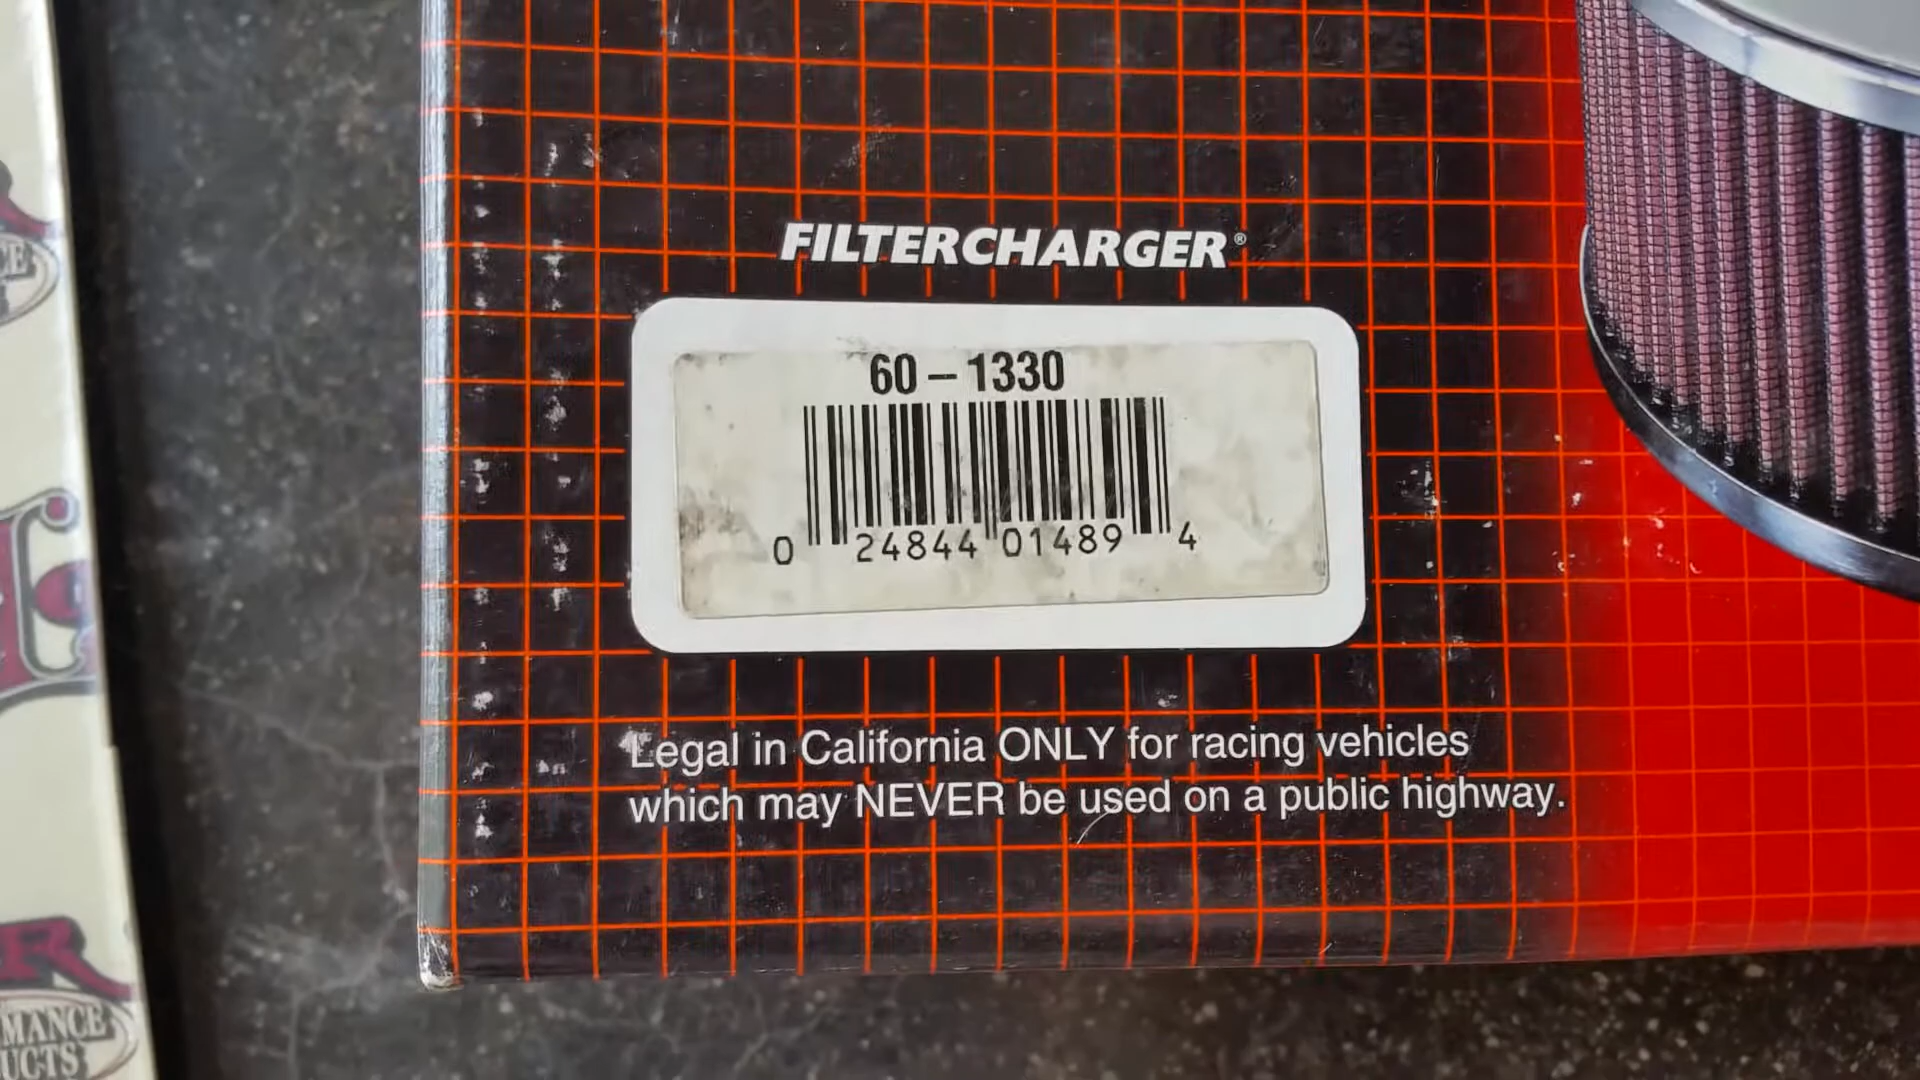 FILTERCHARGER®
60-1330
0 24844 01489 4
Legal in California ONLY for racing vehicles
which may NEVER be used on a public highway.